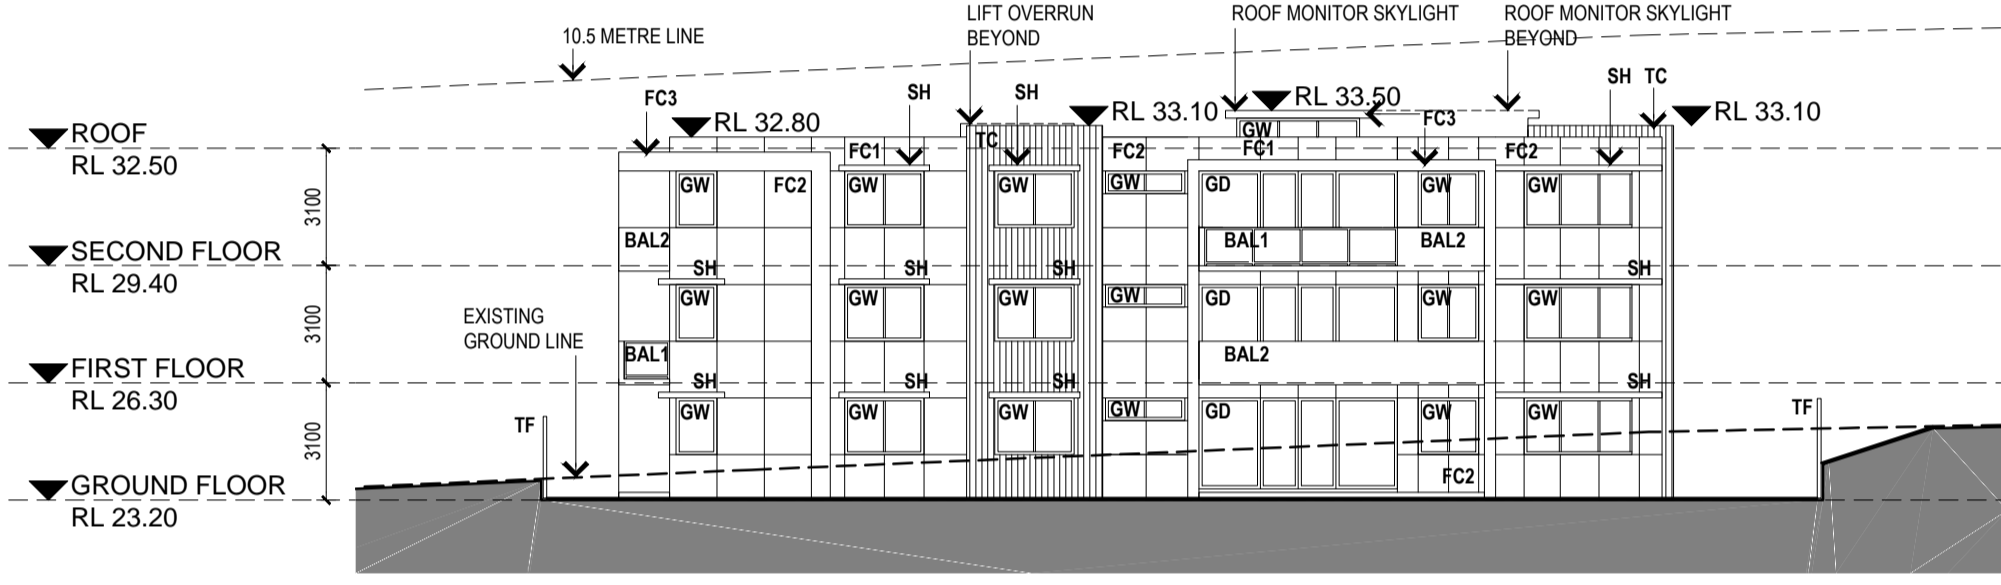 LIFT OVERRUN
BEYOND
ROOF MONITOR SKYLIGHT
ROOF MONITOR SKYLIGHT
BEYOND
10.5 METRE LINE
SH TC
FC3
SH
SH
RL 33.10
RL 33.50
RL 33.10
RL 32.80
FC3
ROOF
RL 32.50
GW
TC
FC1
FC2
FC1
FC2
GW
FC2
GW
GW
GW
GD
GW
GW
3100
BAL2
BAL1
BAL2
SECOND FLOOR
RL 29.40
SH
SH
SH
SH
GW
GW
GW
GW
GD
GW
GW
3100
EXISTING
GROUND LINE
BAL1
BAL2
FIRST FLOOR
RL 26.30
SH
SH
SH
SH
TF
GW
GW
GW
GW
GD
GW
GW
TF
3100
FC2
GROUND FLOOR
RL 23.20